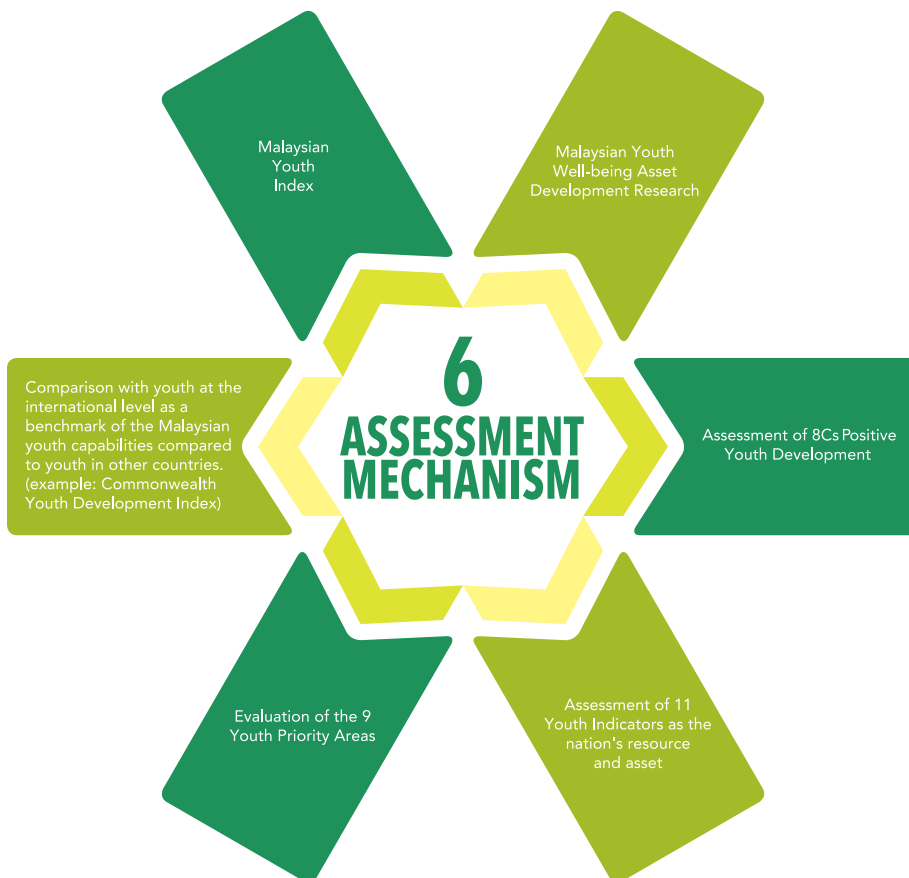 Malaysian
Youth
Index
Malaysian Youth
Well-being Asset
Development Research
Comparison with youth at the
international level as a
benchmark of the Malaysian
youth capabilities compared
to youth in other countries.
(example: Commonwealth
Youth Development Index)
6
ASSESSMENT
MECHANISM
Assessment of 8Cs Positive
Youth Development
Evaluation of the 9
Youth Priority Areas
Assessment of 11
Youth Indicators as the
nation's resource
and asset